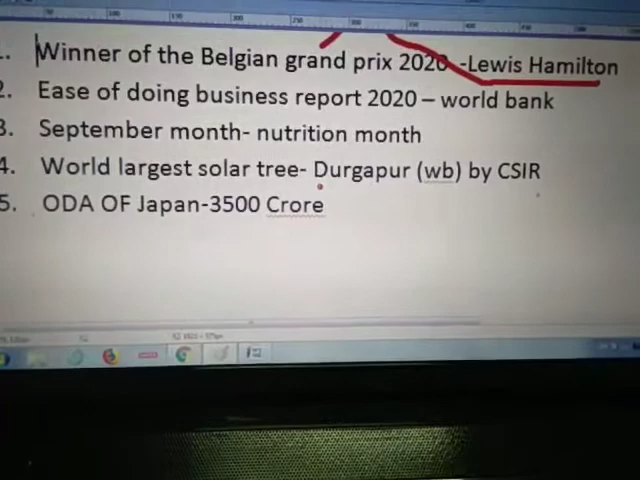 1. Winner of the Belgian grand prix 2020 -Lewis Hamilton
2. Ease of doing business report 2020 – world bank
3. September month- nutrition month
4. World largest solar tree- Durgapur (wb) by CSIR
5. ODA OF Japan-3500 Crore